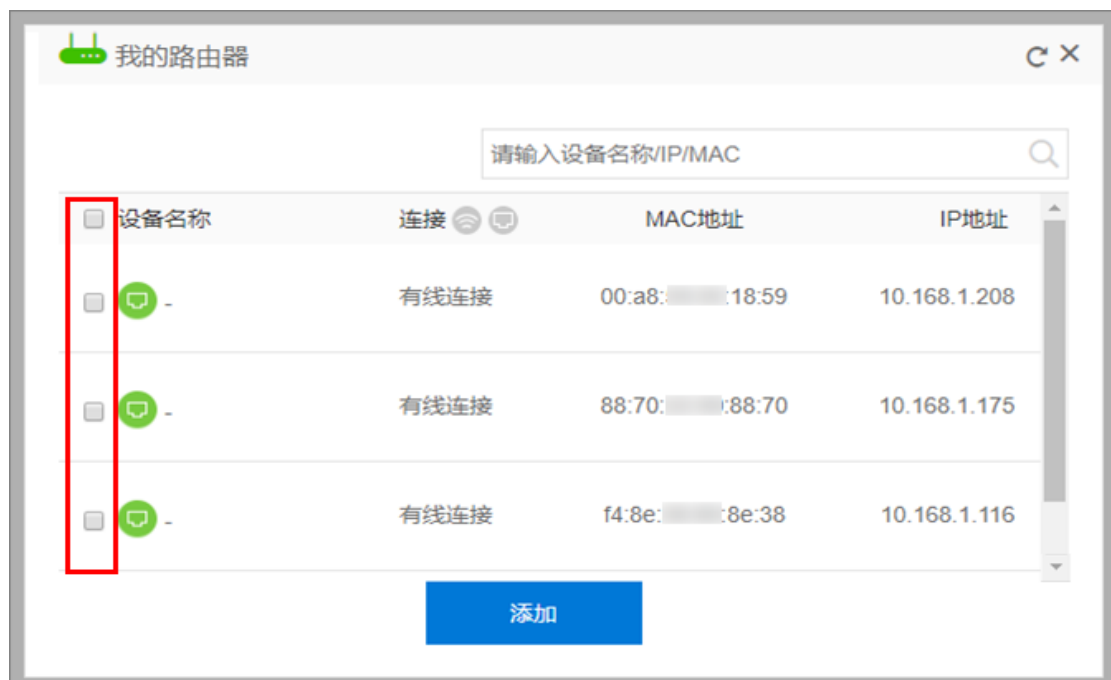 我的路由器
请输入设备名称/IP/MAC
设备名称 连接 MAC地址 IP地址
- 有线连接 00:a8: :18:59 10.168.1.208
- 有线连接 88:70: :88:70 10.168.1.175
- 有线连接 f4:8e: :8e:38 10.168.1.116
添加